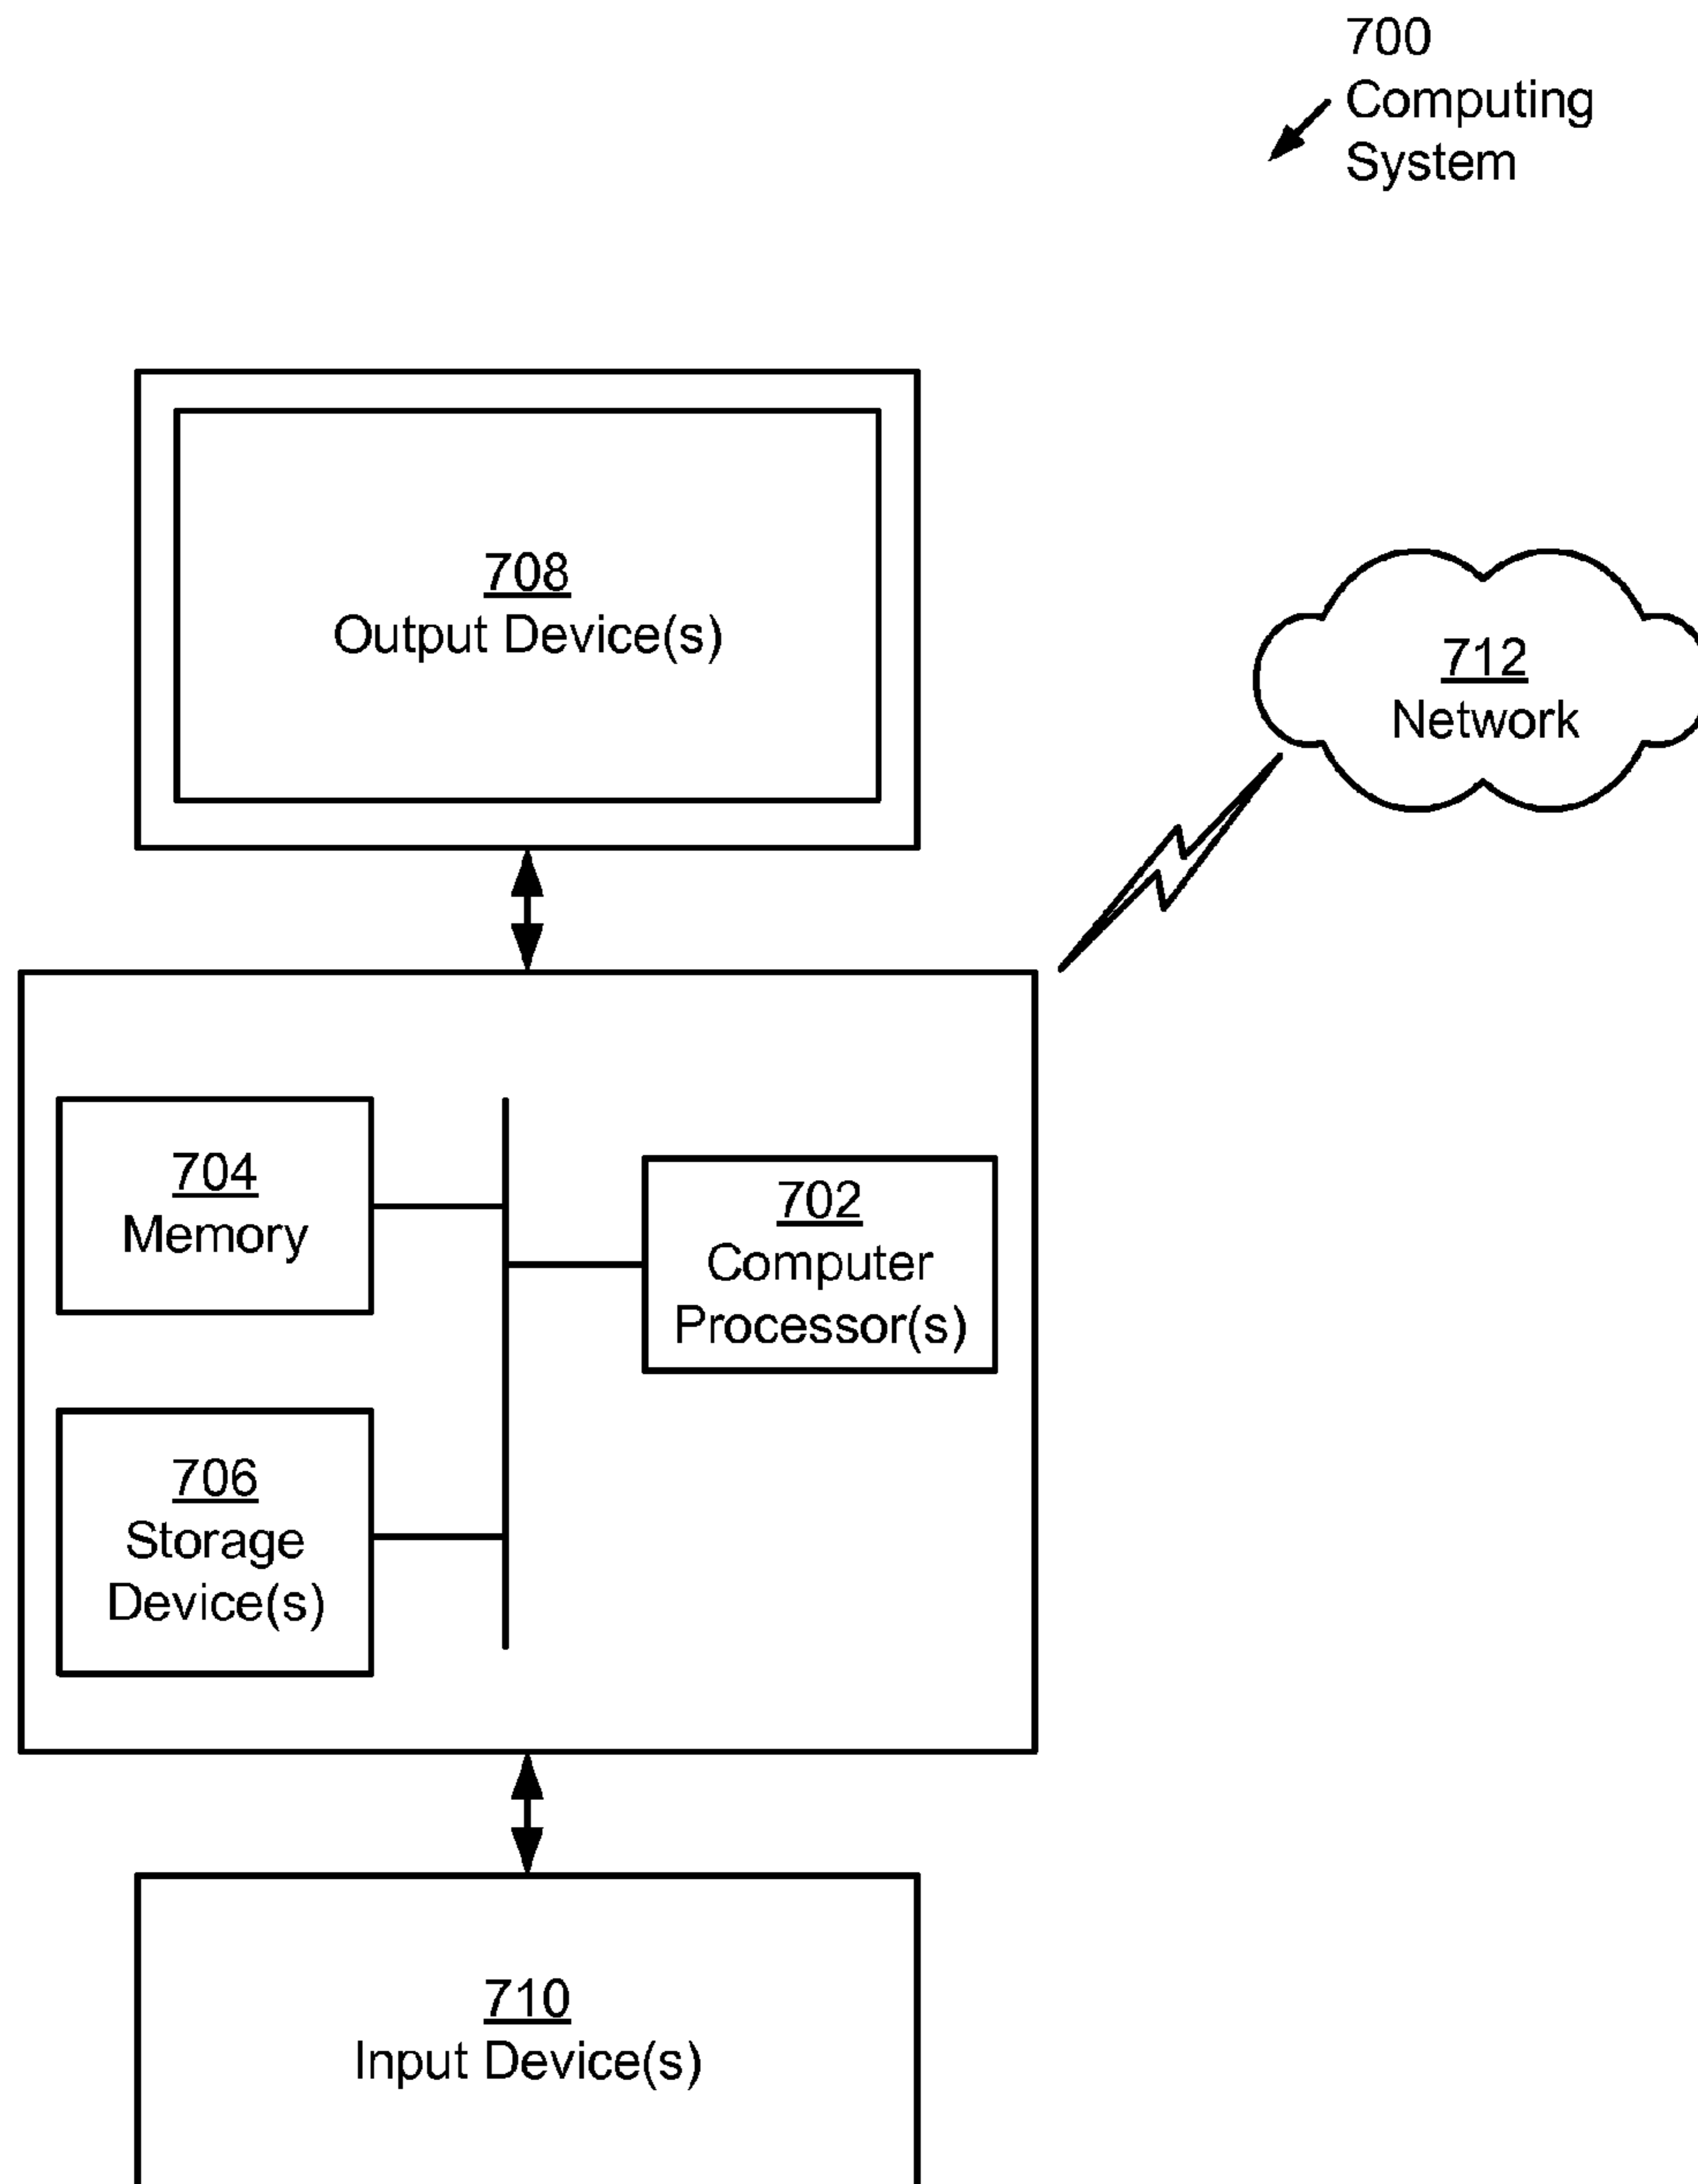 700
Computing
System
708
Output Device(s)
712
Network
704
Memory
702
Computer
Processor(s)
706
Storage
Device(s)
710
Input Device(s)